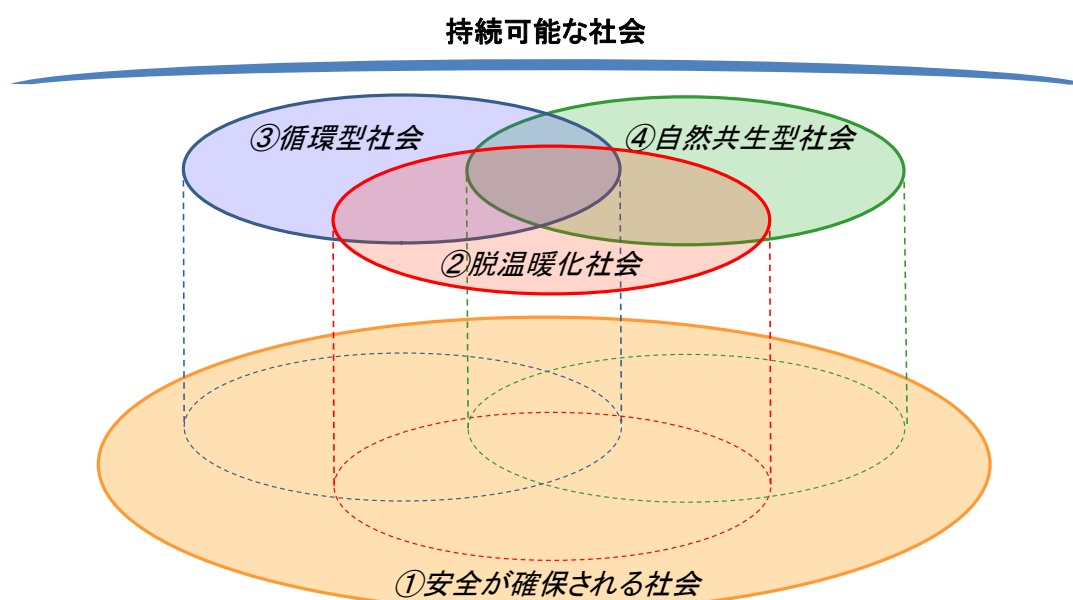 持続可能な社会
③循環型社会
④自然共生型社会
②脱温暖化社会
①安全が確保される社会